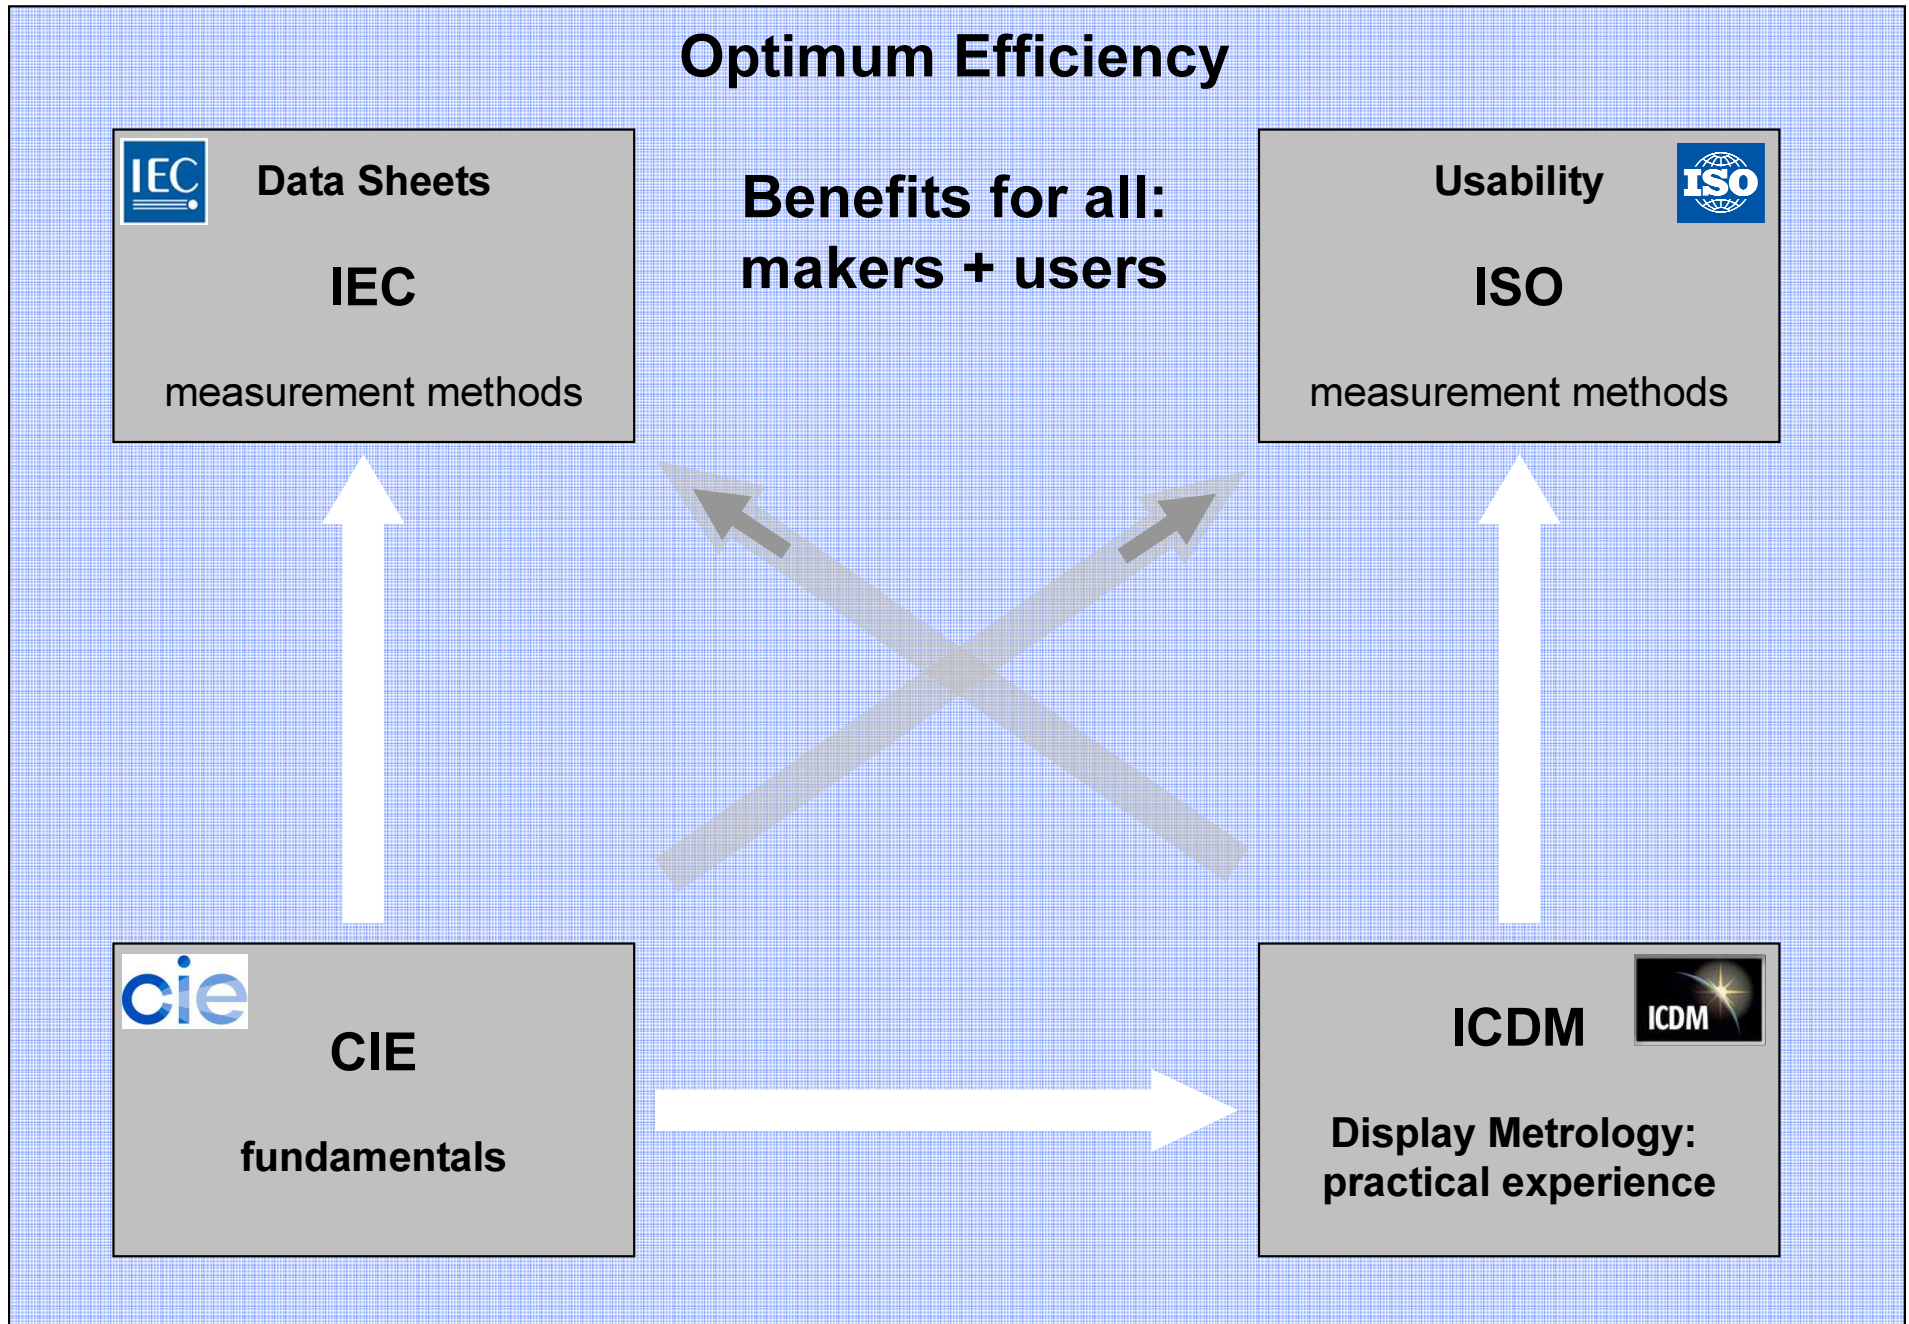 Optimum Efficiency
IEC
Data Sheets
IEC
measurement methods
Benefits for all:
makers + users
Usability
ISO
ISO
measurement methods
cie
CIE
fundamentals
ICDM
ICDM
Display Metrology:
practical experience